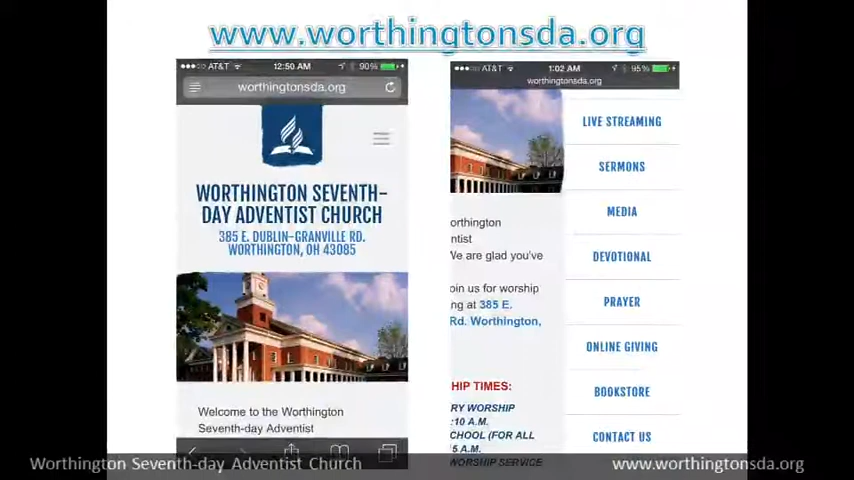 www.worthingtonsda.org
AT&T 12:50 AM 90%
worthingtonsda.org
WORTHINGTON SEVENTH-
DAY ADVENTIST CHURCH
385 E. DUBLIN-GRANVILLE RD.
WORTHINGTON, OH 43085
Welcome to the Worthington
Seventh-day Adventist
AT&T 1:02 AM 95%
worthingtonsda.org
orthington
ntist
We are glad you've
oin us for worship
ng at 385 E.
Rd. Worthington,
HIP TIMES:
RY WORSHIP
:10 A.M.
CHOOL (FOR ALL
5 A.M.
WORSHIP SERVICE
LIVE STREAMING
SERMONS
MEDIA
DEVOTIONAL
PRAYER
ONLINE GIVING
BOOKSTORE
CONTACT US
Worthington Seventh-day Adventist Church
www.worthingtonsda.org